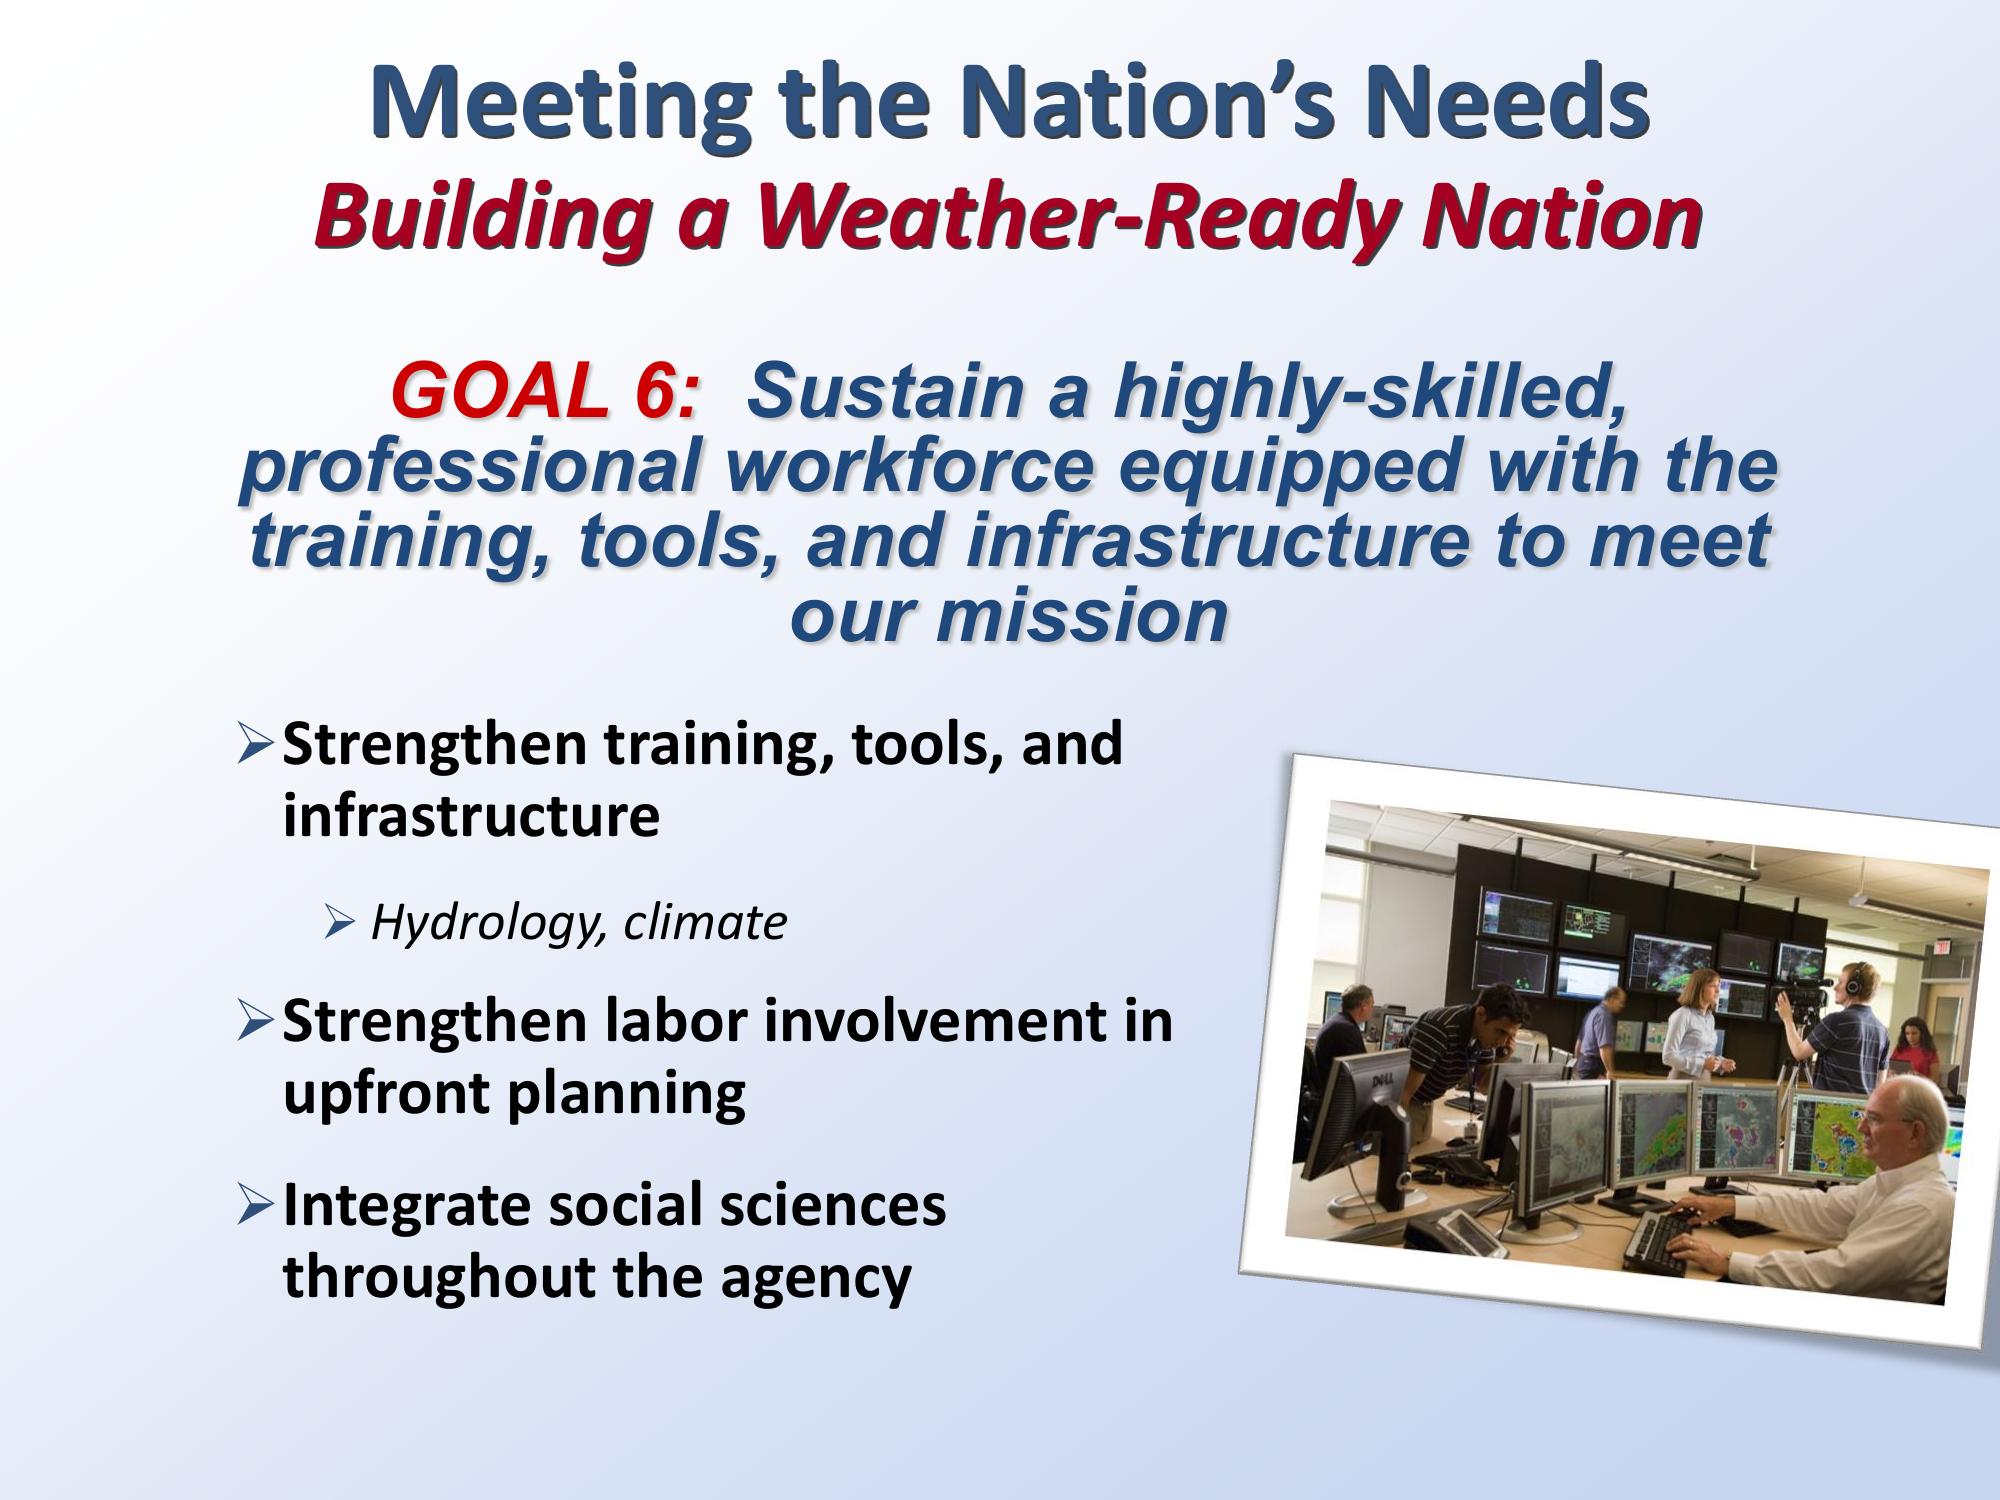 Meeting the Nation’s Needs
Building a Weather-Ready Nation
GOAL 6: Sustain a highly-skilled,
professional workforce equipped with the
training, tools, and infrastructure to meet
our mission
➢Strengthen training, tools, and
infrastructure
➢ Hydrology, climate
➢Strengthen labor involvement in
upfront planning
➢Integrate social sciences
throughout the agency
DELL